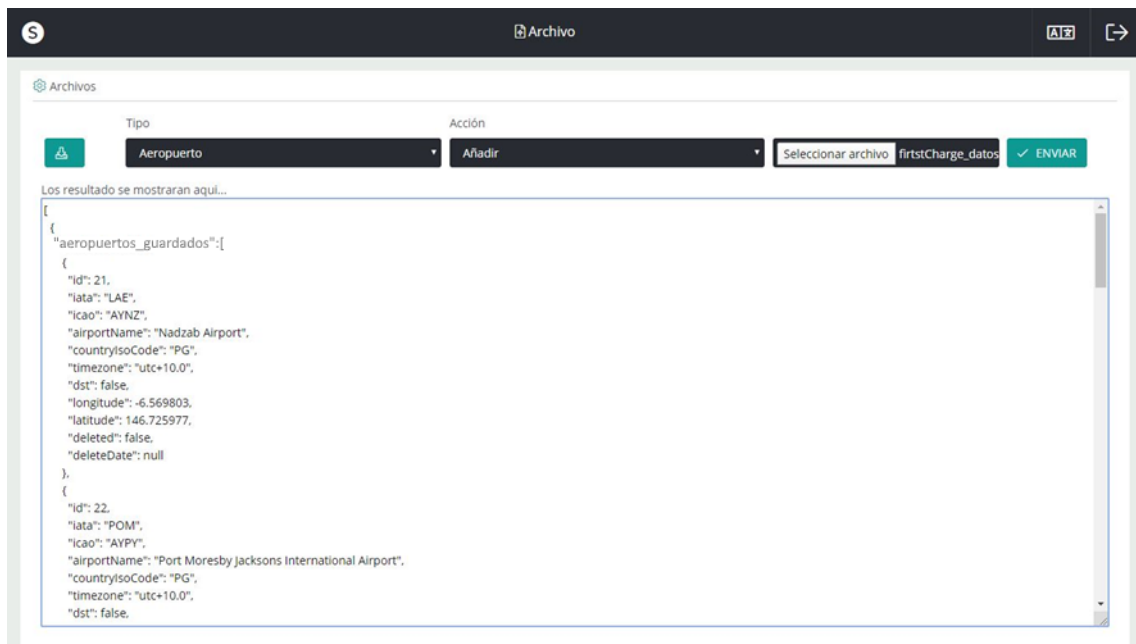 S
Archivo
Archivos
Tipo
Acción
Aeropuerto
Añadir
Seleccionar archivo firtstCharge_datos
ENVIAR
Los resultado se mostraran aqui...
[
{
"aeropuertos_guardados":[
{
"id": 21,
"iata": "LAE",
"icao": "AYNZ",
"airportName": "Nadzab Airport",
"countryIsoCode": "PG",
"timezone": "utc+10.0",
"dst": false,
"longitude": -6.569803,
"latitude": 146.725977,
"deleted": false,
"deleteDate": null
},
{
"id": 22,
"iata": "POM",
"icao": "AYPY",
"airportName": "Port Moresby Jacksons International Airport",
"countryIsoCode": "PG",
"timezone": "utc+10.0",
"dst": false,